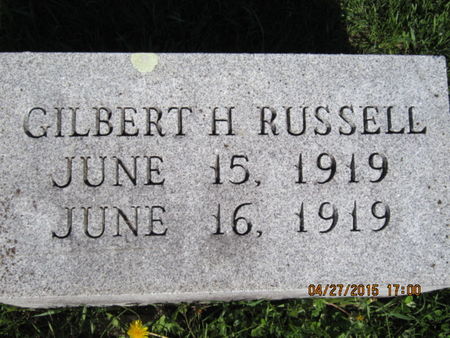 GILBERT H RUSSELL
JUNE 15, 1919
JUNE 16, 1919
04/27/2015 17:00